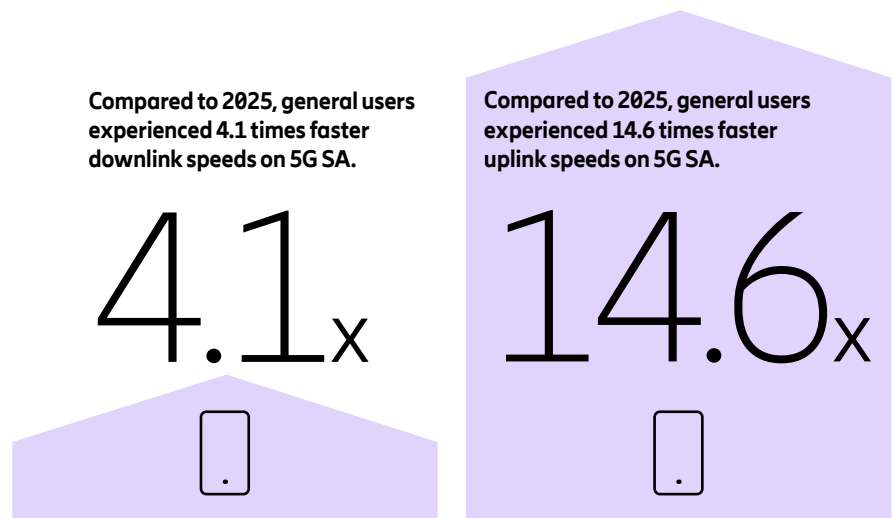 Compared to 2025, general users
experienced 4.1 times faster
downlink speeds on 5G SA.
4.1x
Compared to 2025, general users
experienced 14.6 times faster
uplink speeds on 5G SA.
14.6x